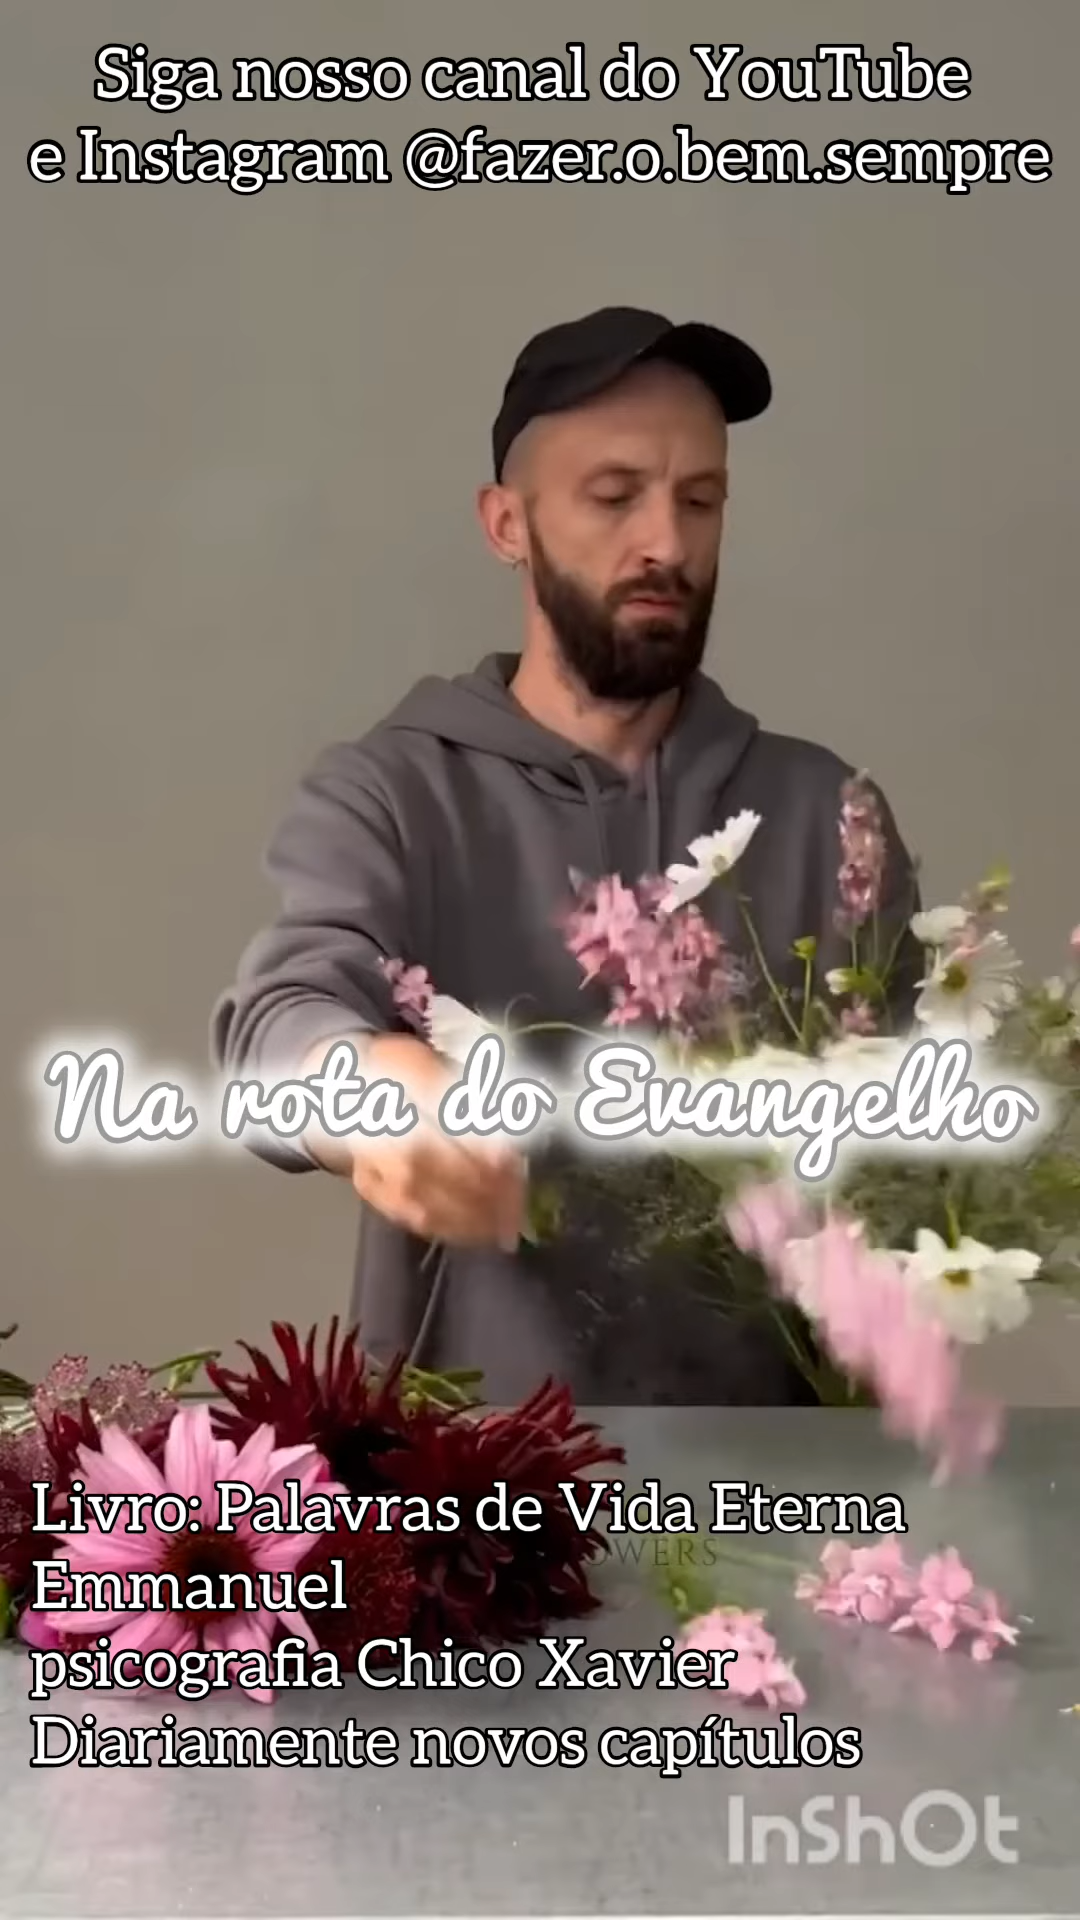 Siga nosso canal do YouTube
e Instagram @fazer.o.bem.sempre
Na rota do Evangelho
Livro: Palavras de Vida Eterna
OWERS
Emmanuel
psicografia Chico Xavier
Diariamente novos capítulos
InShOt